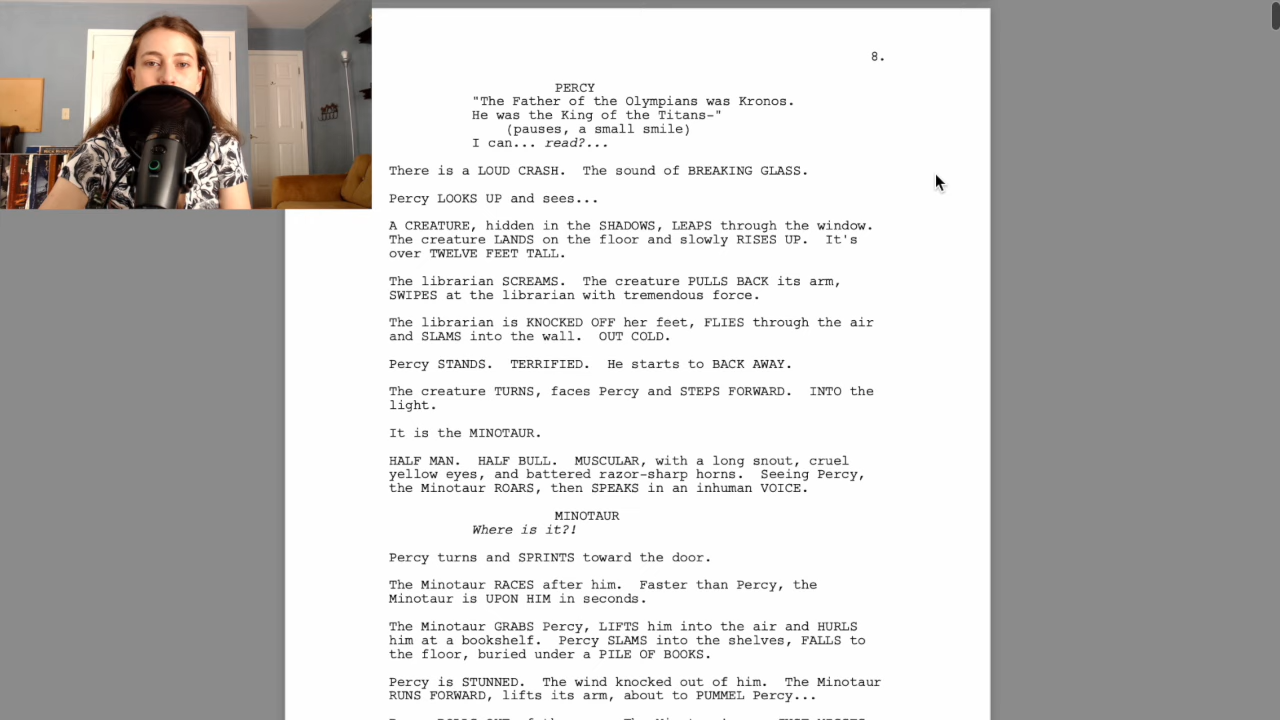 8.
PERCY
"The Father of the Olympians was Kronos.
He was the King of the Titans-"
(pauses, a small smile)
I can... read?...
There is a LOUD CRASH. The sound of BREAKING GLASS.
Percy LOOKS UP and sees...
A CREATURE, hidden in the SHADOWS, LEAPS through the window.
The creature LANDS on the floor and slowly RISES UP. It's
over TWELVE FEET TALL.
The librarian SCREAMS. The creature PULLS BACK its arm,
SWIPES at the librarian with tremendous force.
The librarian is KNOCKED OFF her feet, FLIES through the air
and SLAMS into the wall. OUT COLD.
Percy STANDS. TERRIFIED. He starts to BACK AWAY.
The creature TURNS, faces Percy and STEPS FORWARD. INTO the
light.
It is the MINOTAUR.
HALF MAN. HALF BULL. MUSCULAR, with a long snout, cruel
yellow eyes, and battered razor-sharp horns. Seeing Percy,
the Minotaur ROARS, then SPEAKS in an inhuman VOICE.
MINOTAUR
Where is it?!
Percy turns and SPRINTS toward the door.
The Minotaur RACES after him. Faster than Percy, the
Minotaur is UPON HIM in seconds.
The Minotaur GRABS Percy, LIFTS him into the air and HURLS
him at a bookshelf. Percy SLAMS into the shelves, FALLS to
the floor, buried under a PILE OF BOOKS.
Percy is STUNNED. The wind knocked out of him. The Minotaur
RUNS FORWARD, lifts its arm, about to PUMMEL Percy...